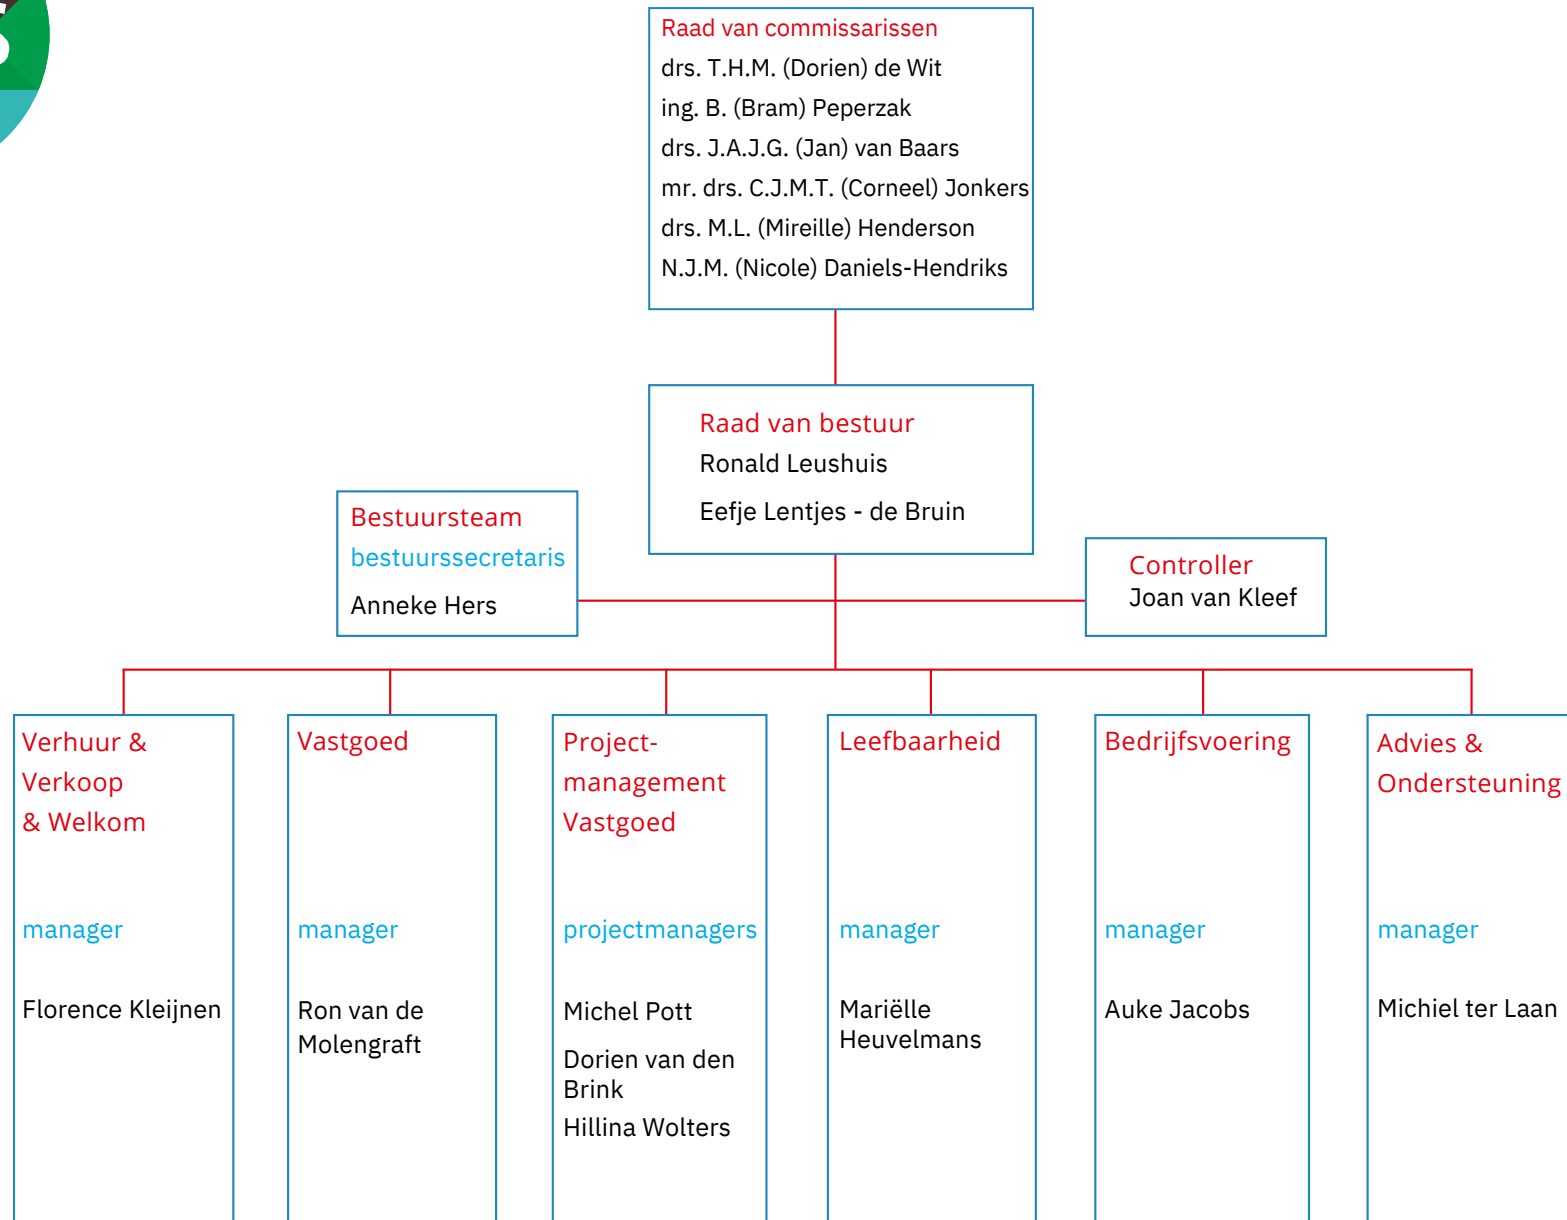 Raad van commissarissen
drs. T.H.M. (Dorien) de Wit
ing. B. (Bram) Peperzak
drs. J.A.J.G. (Jan) van Baars
mr. drs. C.J.M.T. (Corneel) Jonkers
drs. M.L. (Mireille) Henderson
N.J.M. (Nicole) Daniels-Hendriks
Raad van bestuur
Ronald Leushuis
Eefje Lentjes - de Bruin
Bestuursteam
bestuurssecretaris
Anneke Hers
Controller
Joan van Kleef
Verhuur &
Verkoop
& Welkom
manager
Florence Kleijnen
Vastgoed
manager
Ron van de
Molengraft
Project-
management
Vastgoed
projectmanagers
Michel Pott
Dorien van den
Brink
Hillina Wolters
Leefbaarheid
manager
Mariëlle
Heuvelmans
Bedrijfsvoering
manager
Auke Jacobs
Advies &
Ondersteuning
manager
Michiel ter Laan